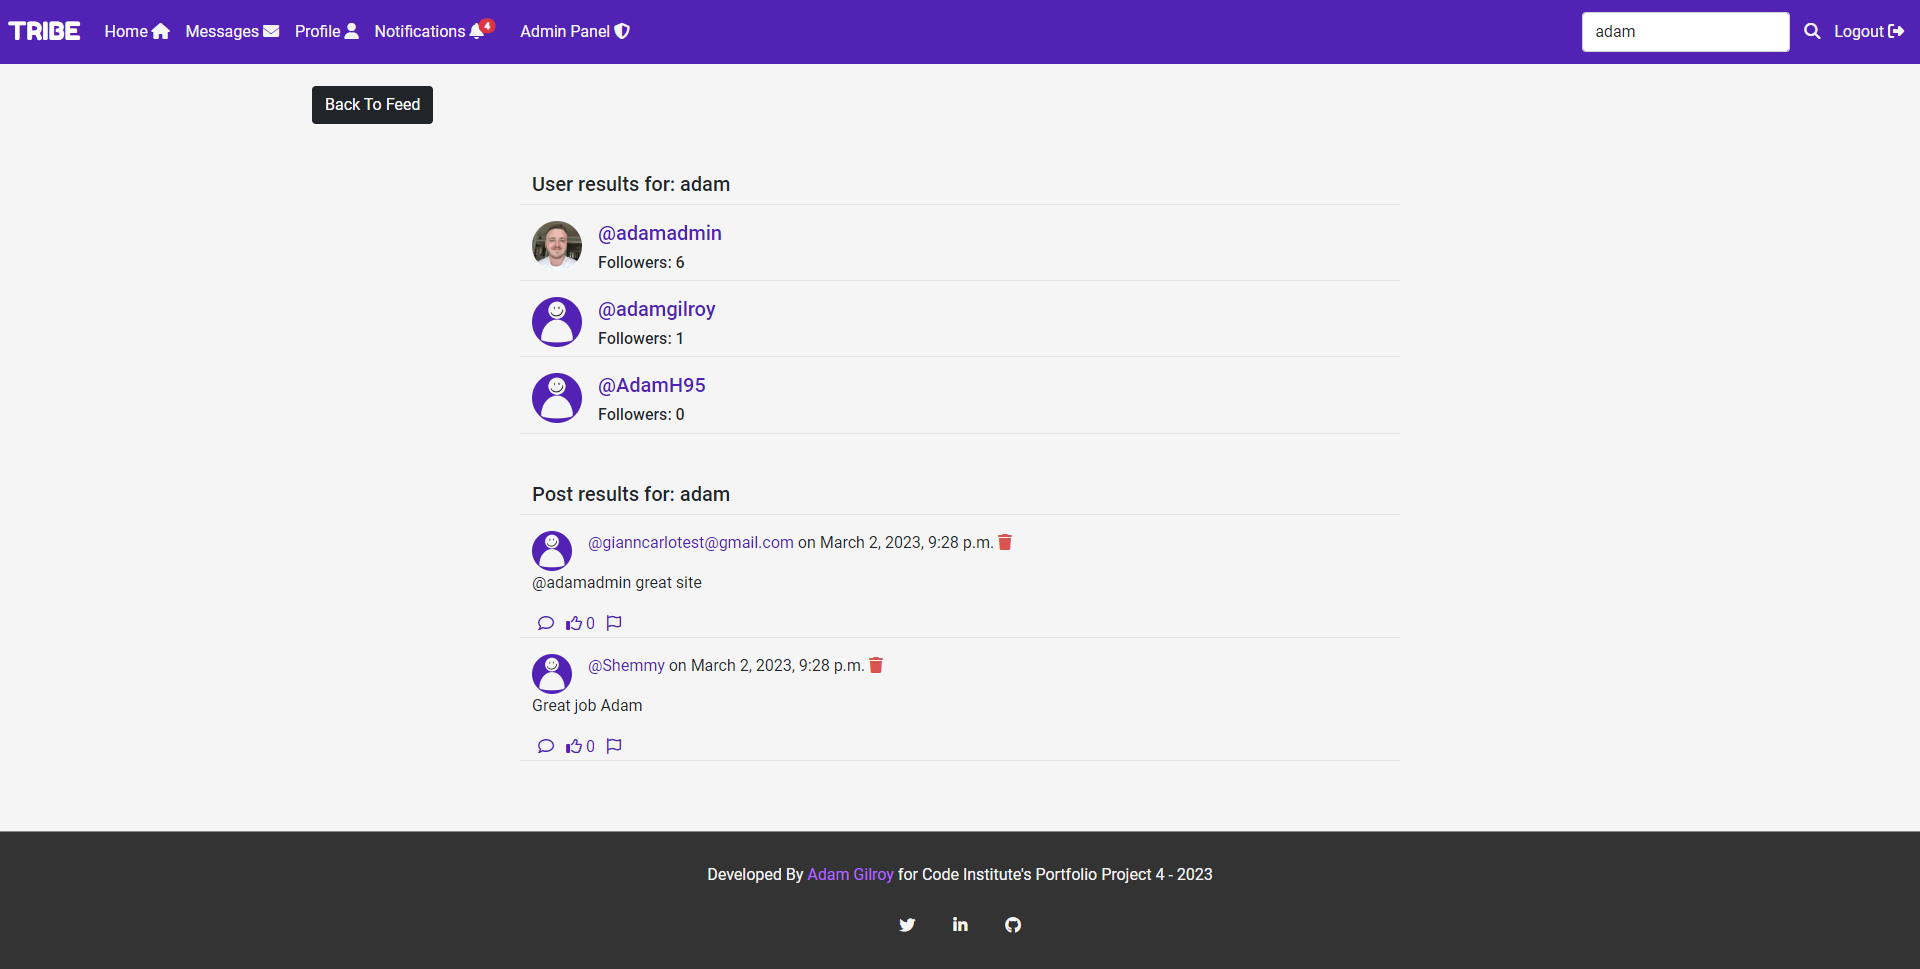 TRIBE Home Messages Profile Notifications 4 Admin Panel adam Logout
Back To Feed
User results for: adam
@adamadmin
Followers: 6
@adamgilroy
Followers: 1
@AdamH95
Followers: 0
Post results for: adam
@gianncarlotest@gmail.com on March 2, 2023, 9:28 p.m.
@adamadmin great site
0
@Shemmy on March 2, 2023, 9:28 p.m.
Great job Adam
0
Developed By Adam Gilroy for Code Institute's Portfolio Project 4 - 2023